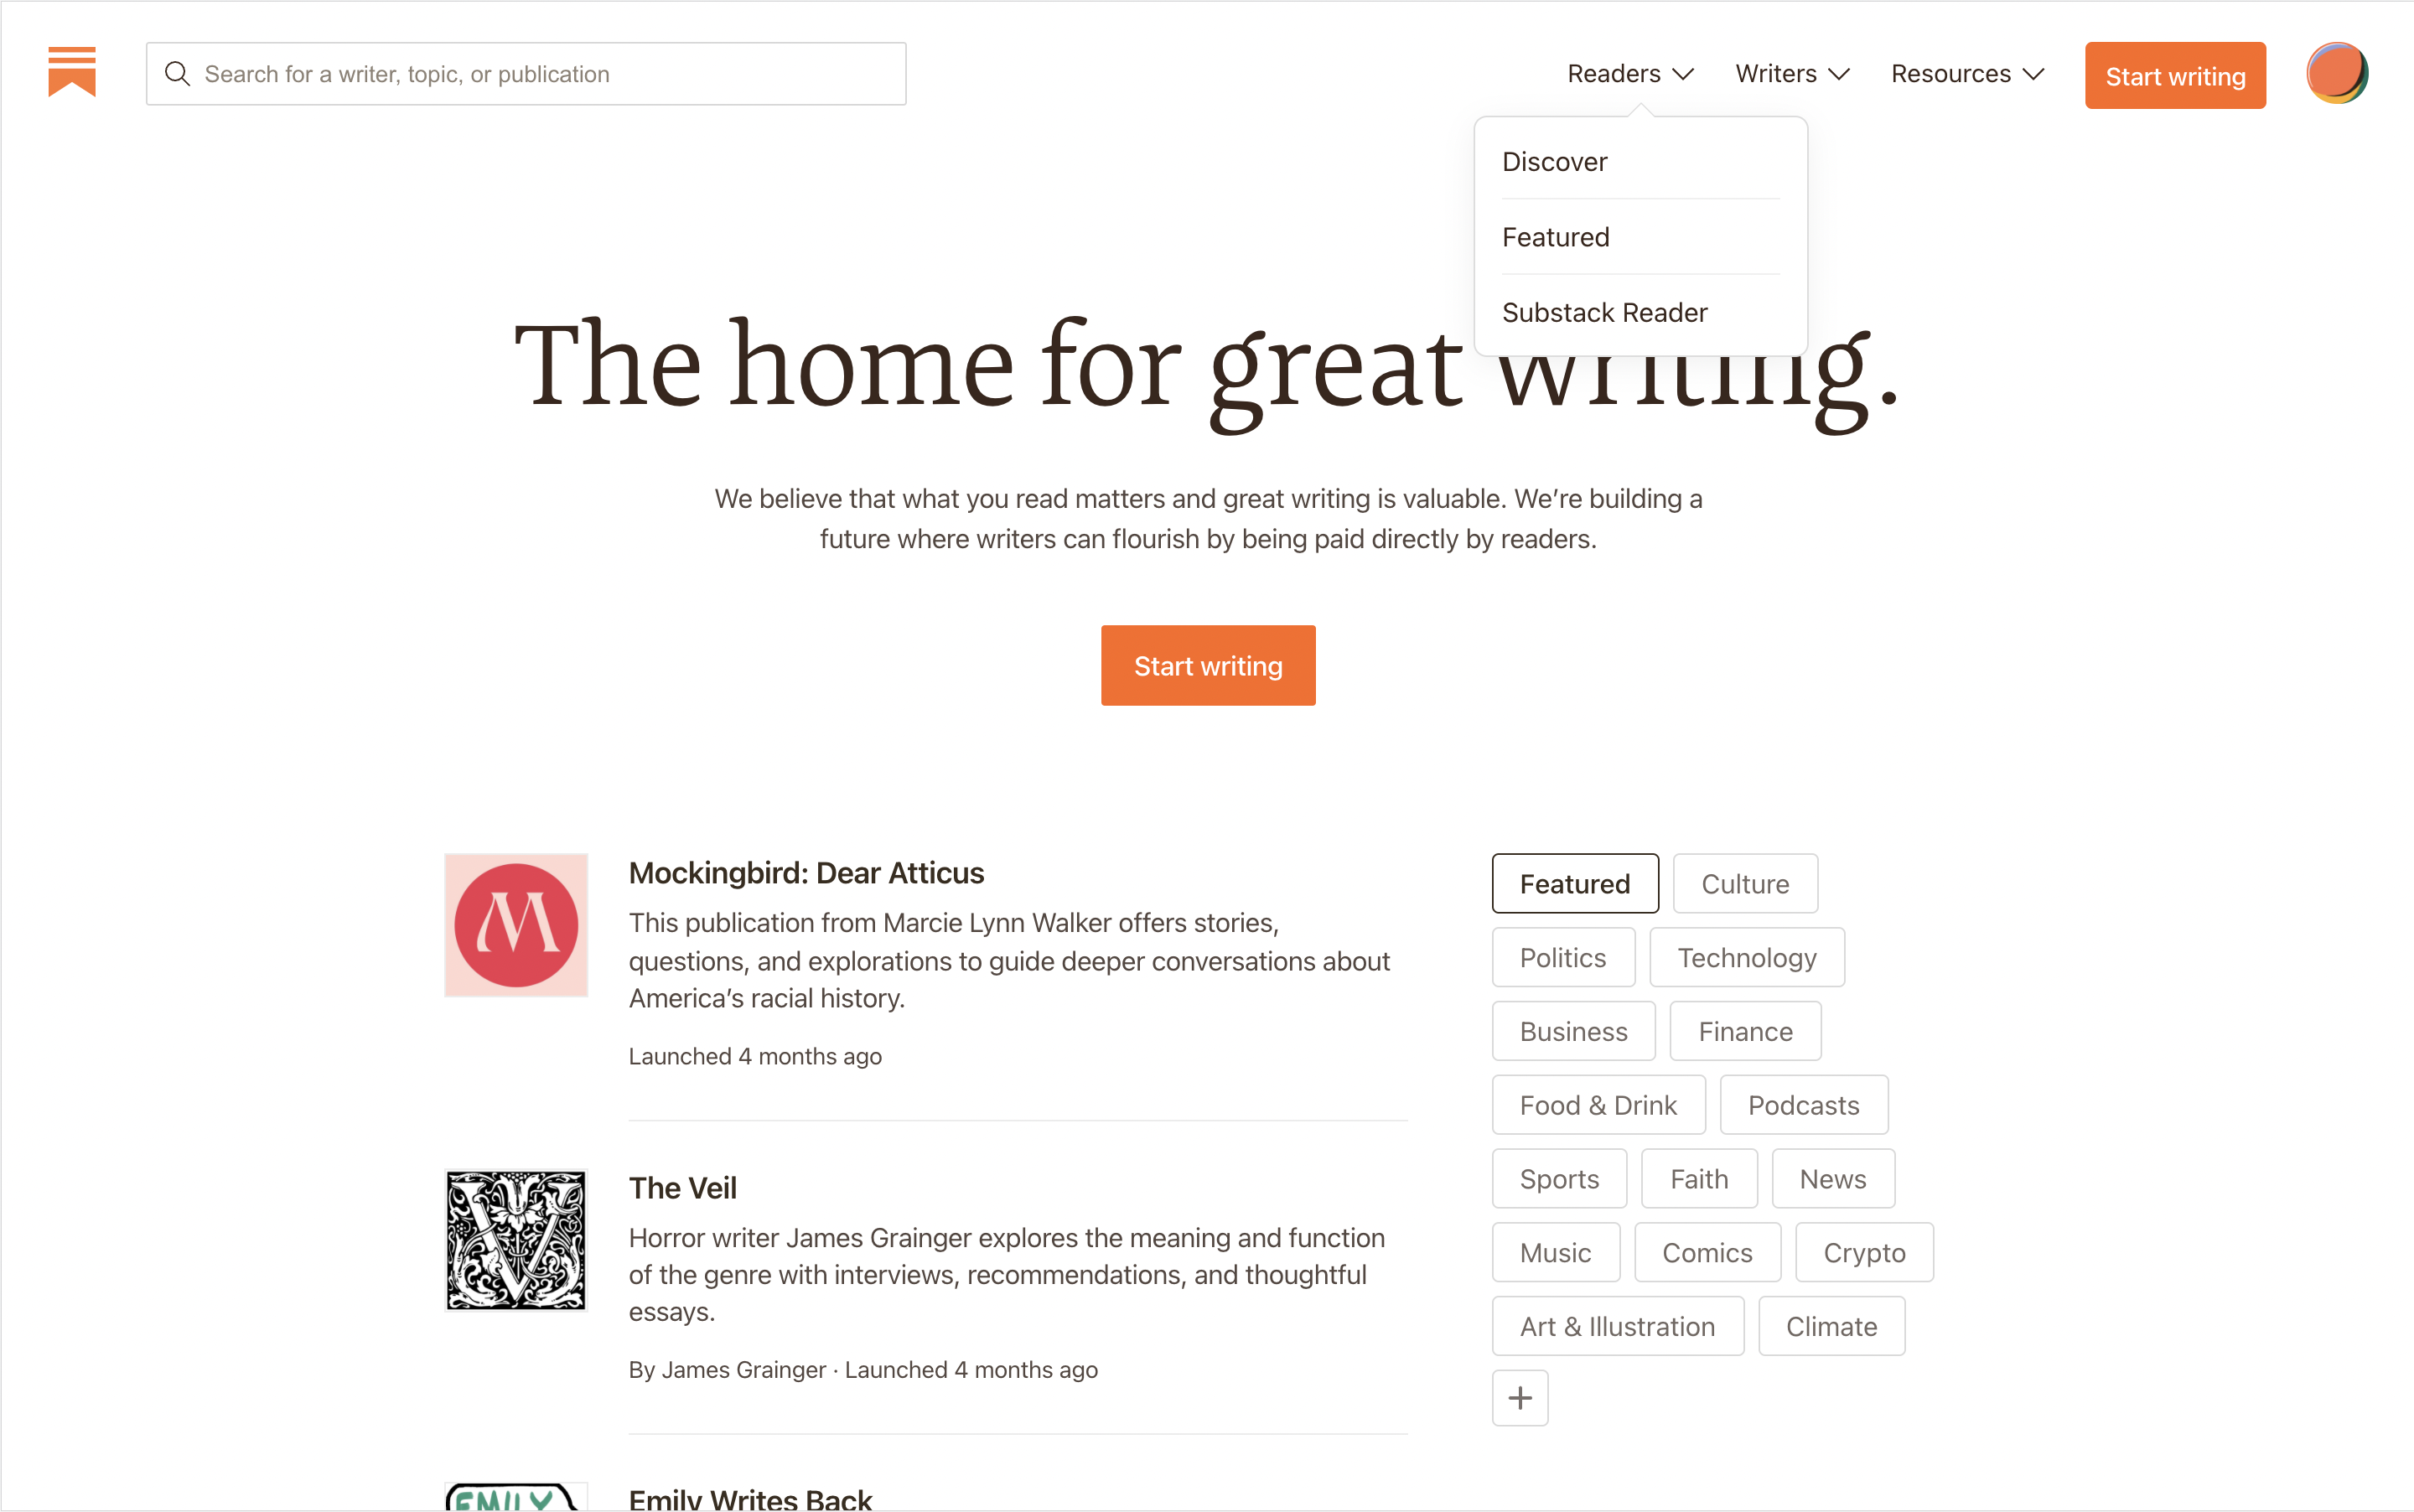 Search for a writer, topic, or publication
Readers
Writers
Resources
Start writing
Discover
Featured
Substack Reader
The home for great writing.
We believe that what you read matters and great writing is valuable. We’re building a
future where writers can flourish by being paid directly by readers.
Start writing
M
Mockingbird: Dear Atticus
This publication from Marcie Lynn Walker offers stories,
questions, and explorations to guide deeper conversations about
America’s racial history.
Launched 4 months ago
V
The Veil
Horror writer James Grainger explores the meaning and function
of the genre with interviews, recommendations, and thoughtful
essays.
By James Grainger · Launched 4 months ago
EMILY
Emily Writes Back
Featured
Culture
Politics
Technology
Business
Finance
Food & Drink
Podcasts
Sports
Faith
News
Music
Comics
Crypto
Art & Illustration
Climate
+